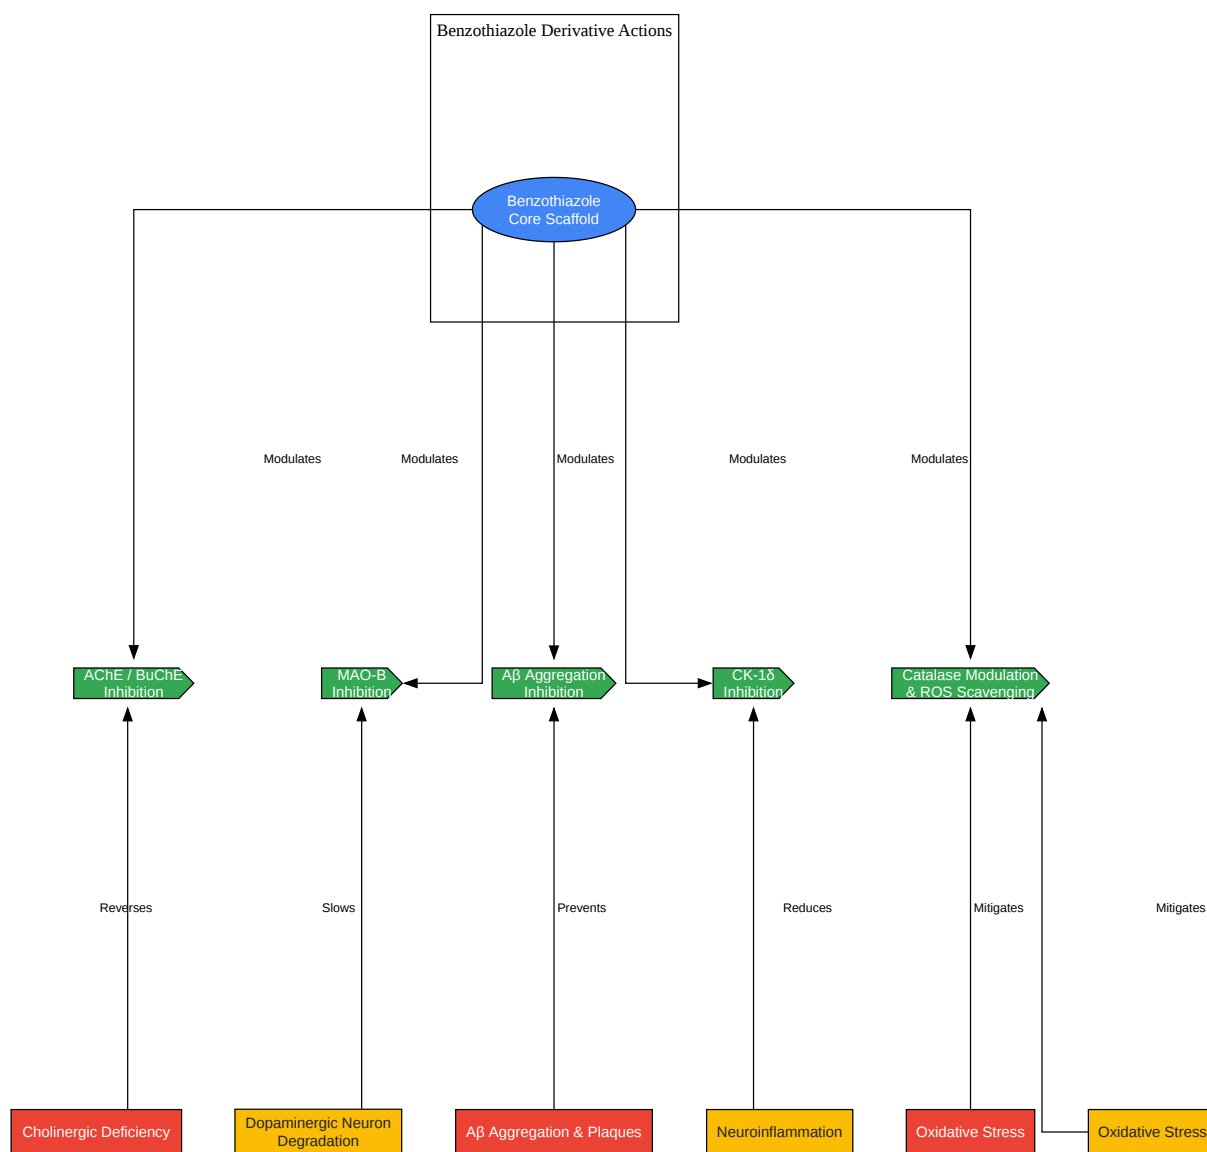 Benzothiazole Derivative Actions
Benzothiazole
Core Scaffold
Modulates
Modulates
Modulates
Modulates
Modulates
AChE / BuChE
Inhibition
MAO-B
Inhibition
Aβ Aggregation
Inhibition
CK-1δ
Inhibition
Catalase Modulation
& ROS Scavenging
Reverses
Slows
Prevents
Reduces
Mitigates
Mitigates
Cholinergic Deficiency
Dopaminergic Neuron
Degradation
Aβ Aggregation & Plaques
Neuroinflammation
Oxidative Stress
Oxidative Stress